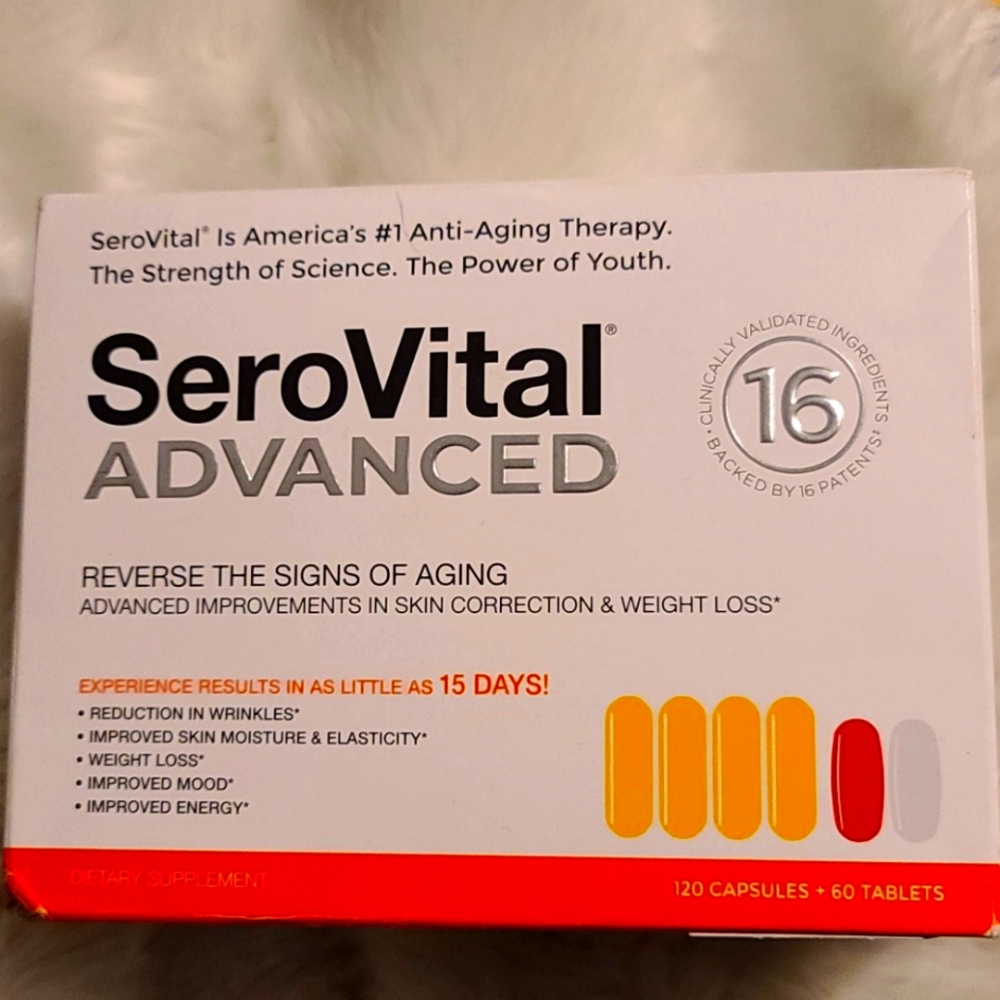 SeroVital® Is America's #1 Anti-Aging Therapy.
The Strength of Science. The Power of Youth.
SeroVital®
ADVANCED
• CLINICALLY VALIDATED INGREDIENTS‡
16
• BACKED BY 16 PATENTS
REVERSE THE SIGNS OF AGING
ADVANCED IMPROVEMENTS IN SKIN CORRECTION & WEIGHT LOSS*
EXPERIENCE RESULTS IN AS LITTLE AS 15 DAYS!
• REDUCTION IN WRINKLES*
• IMPROVED SKIN MOISTURE & ELASTICITY*
• WEIGHT LOSS*
• IMPROVED MOOD*
• IMPROVED ENERGY*
DIETARY SUPPLEMENT
120 CAPSULES + 60 TABLETS